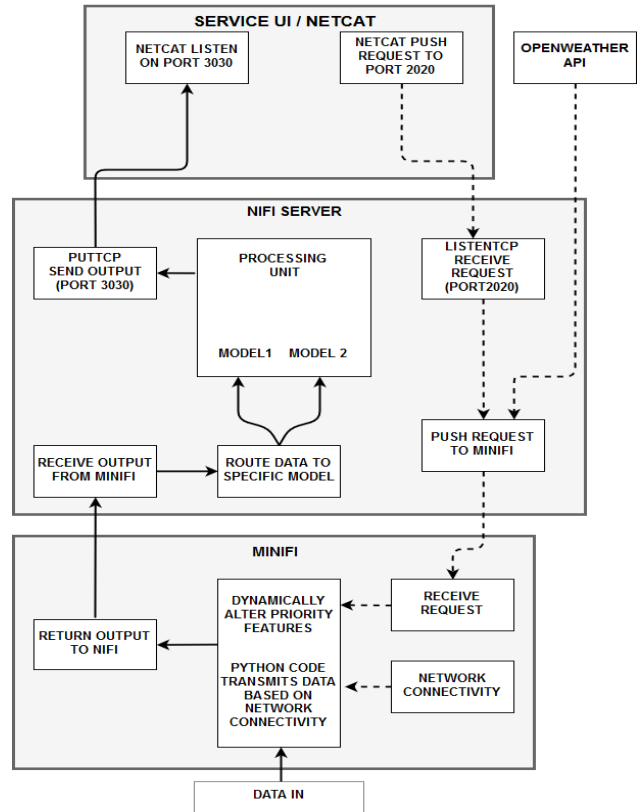 SERVICE UI / NETCAT
NETCAT LISTEN
ON PORT 3030
NETCAT PUSH
REQUEST TO
PORT 2020
OPENWEATHER
API
NIFI SERVER
PUTTCP
SEND OUTPUT
(PORT 3030)
PROCESSING
UNIT
MODEL1 MODEL 2
LISTENTCP
RECEIVE
REQUEST
(PORT2020)
RECEIVE OUTPUT
FROM MINIFI
ROUTE DATA TO
SPECIFIC MODEL
PUSH REQUEST
TO MINIFI
MINIFI
RETURN OUTPUT
TO NIFI
DYNAMICALLY
ALTER PRIORITY
FEATURES
PYTHON CODE
TRANSMITS DATA
BASED ON
NETWORK
CONNECTIVITY
RECEIVE
REQUEST
NETWORK
CONNECTIVITY
DATA IN